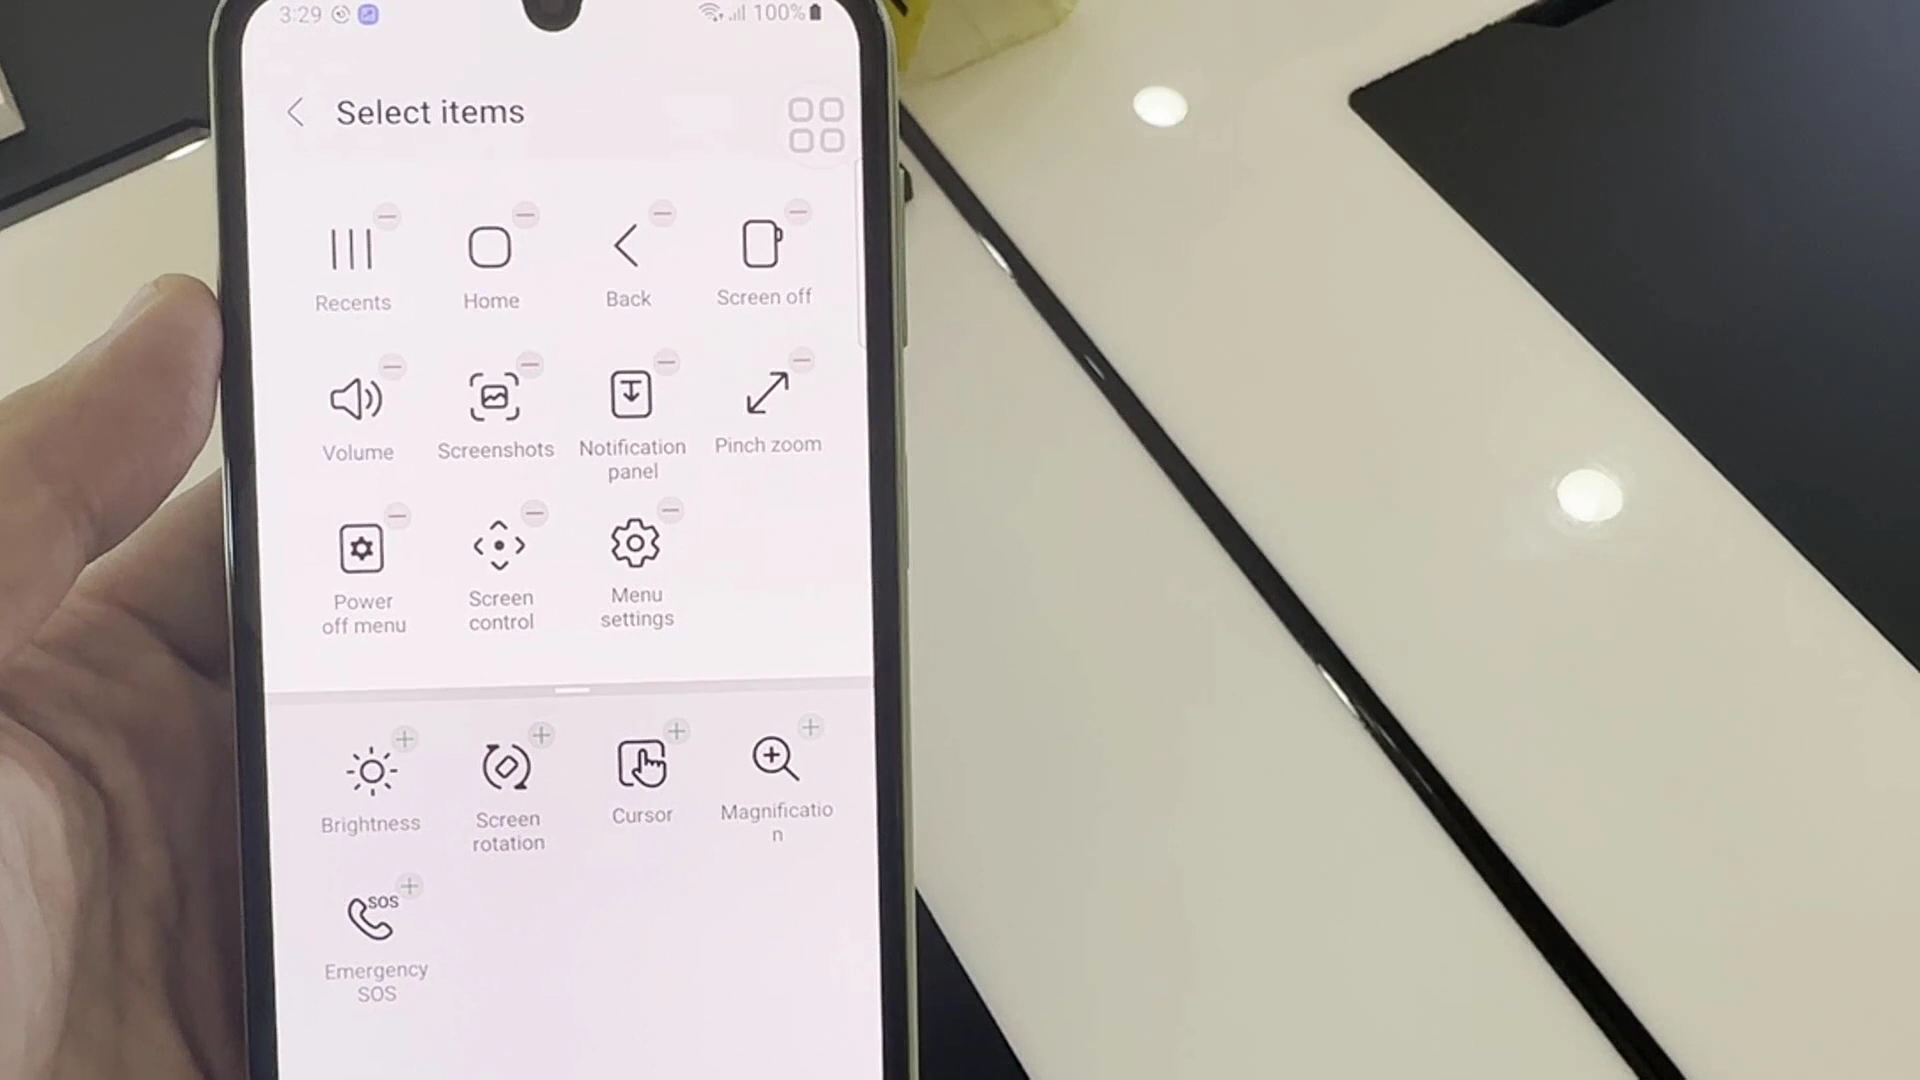 3:29 100%
Select items
Recents Home Back Screen off
Volume Screenshots Notification Pinch zoom
panel
Power Screen Menu
off menu control settings
Brightness Screen Cursor Magnificatio
rotation n
SOS
Emergency
SOS